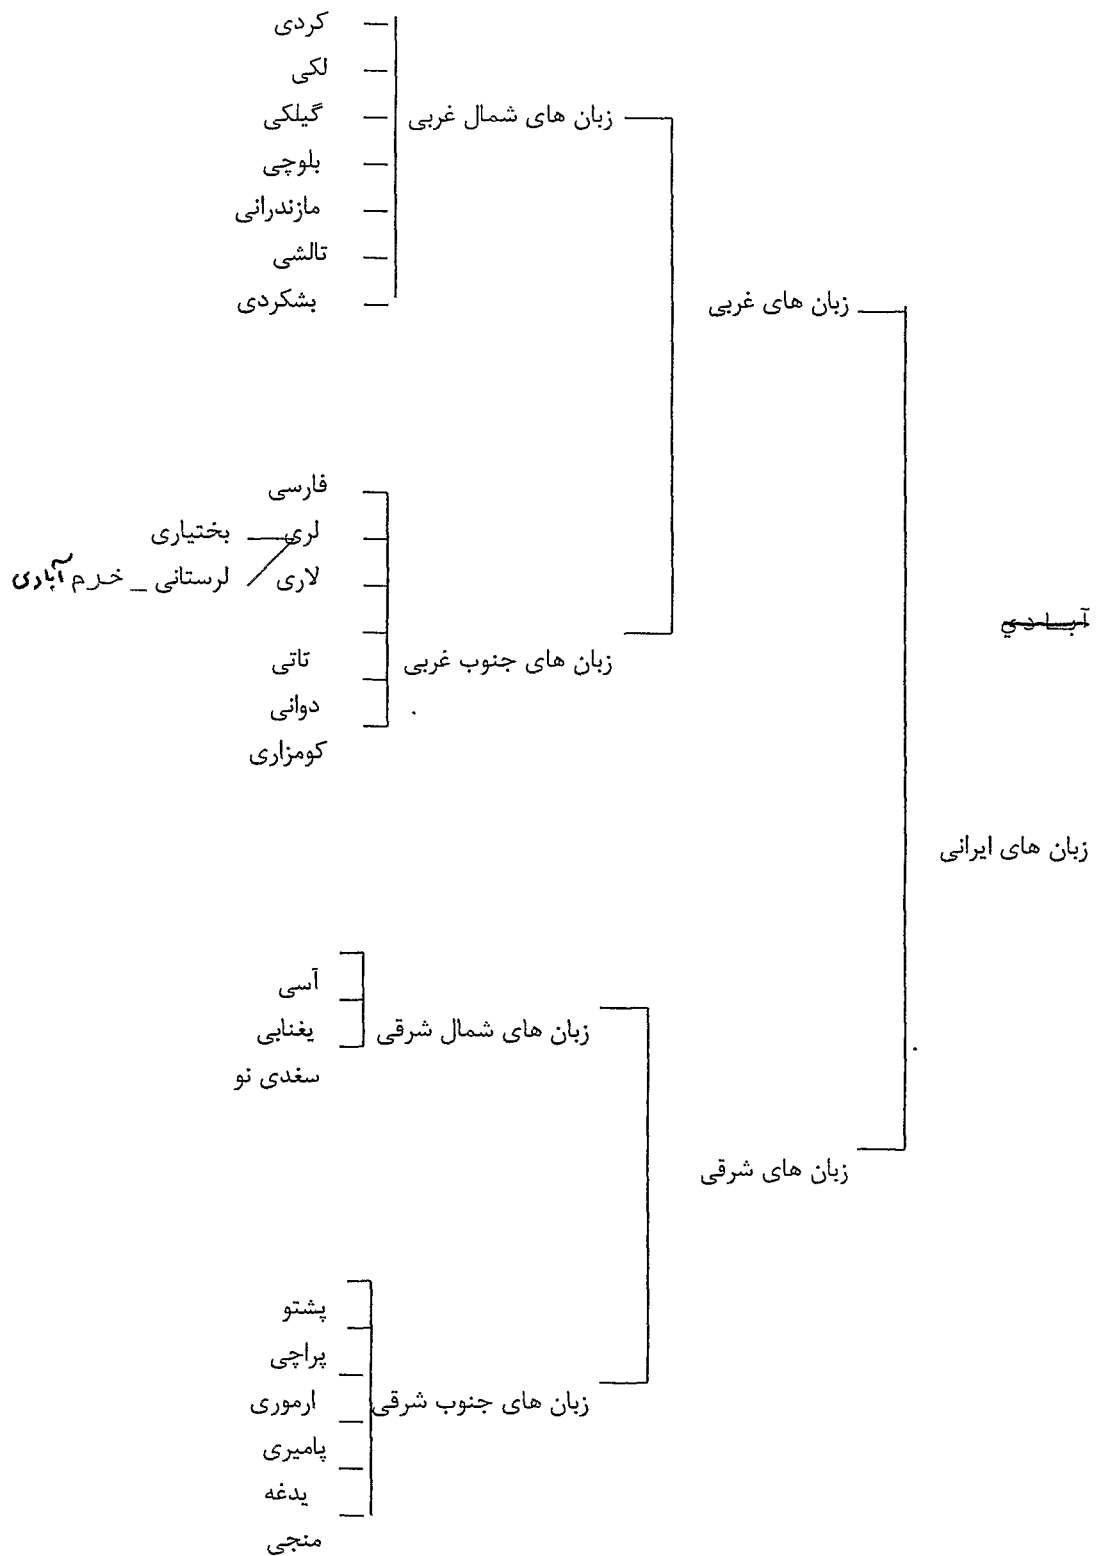 کردی
لکی
گیلکی
زبان های شمال غربی
بلوچی
مازندرانی
تالشی
بشکردی
زبان های غربی
فارسی
لری
بختیاری
لاری
لرستانی _ خرم آبادی
آبادي
زبان های جنوب غربی
تاتی
دوانی
کومزاری
زبان های ایرانی
آسی
زبان های شمال شرقی
یغنابی
سغدی نو
زبان های شرقی
پشتو
پراچی
زبان های جنوب شرقی
ارموری
پامیری
یدغه
منجی